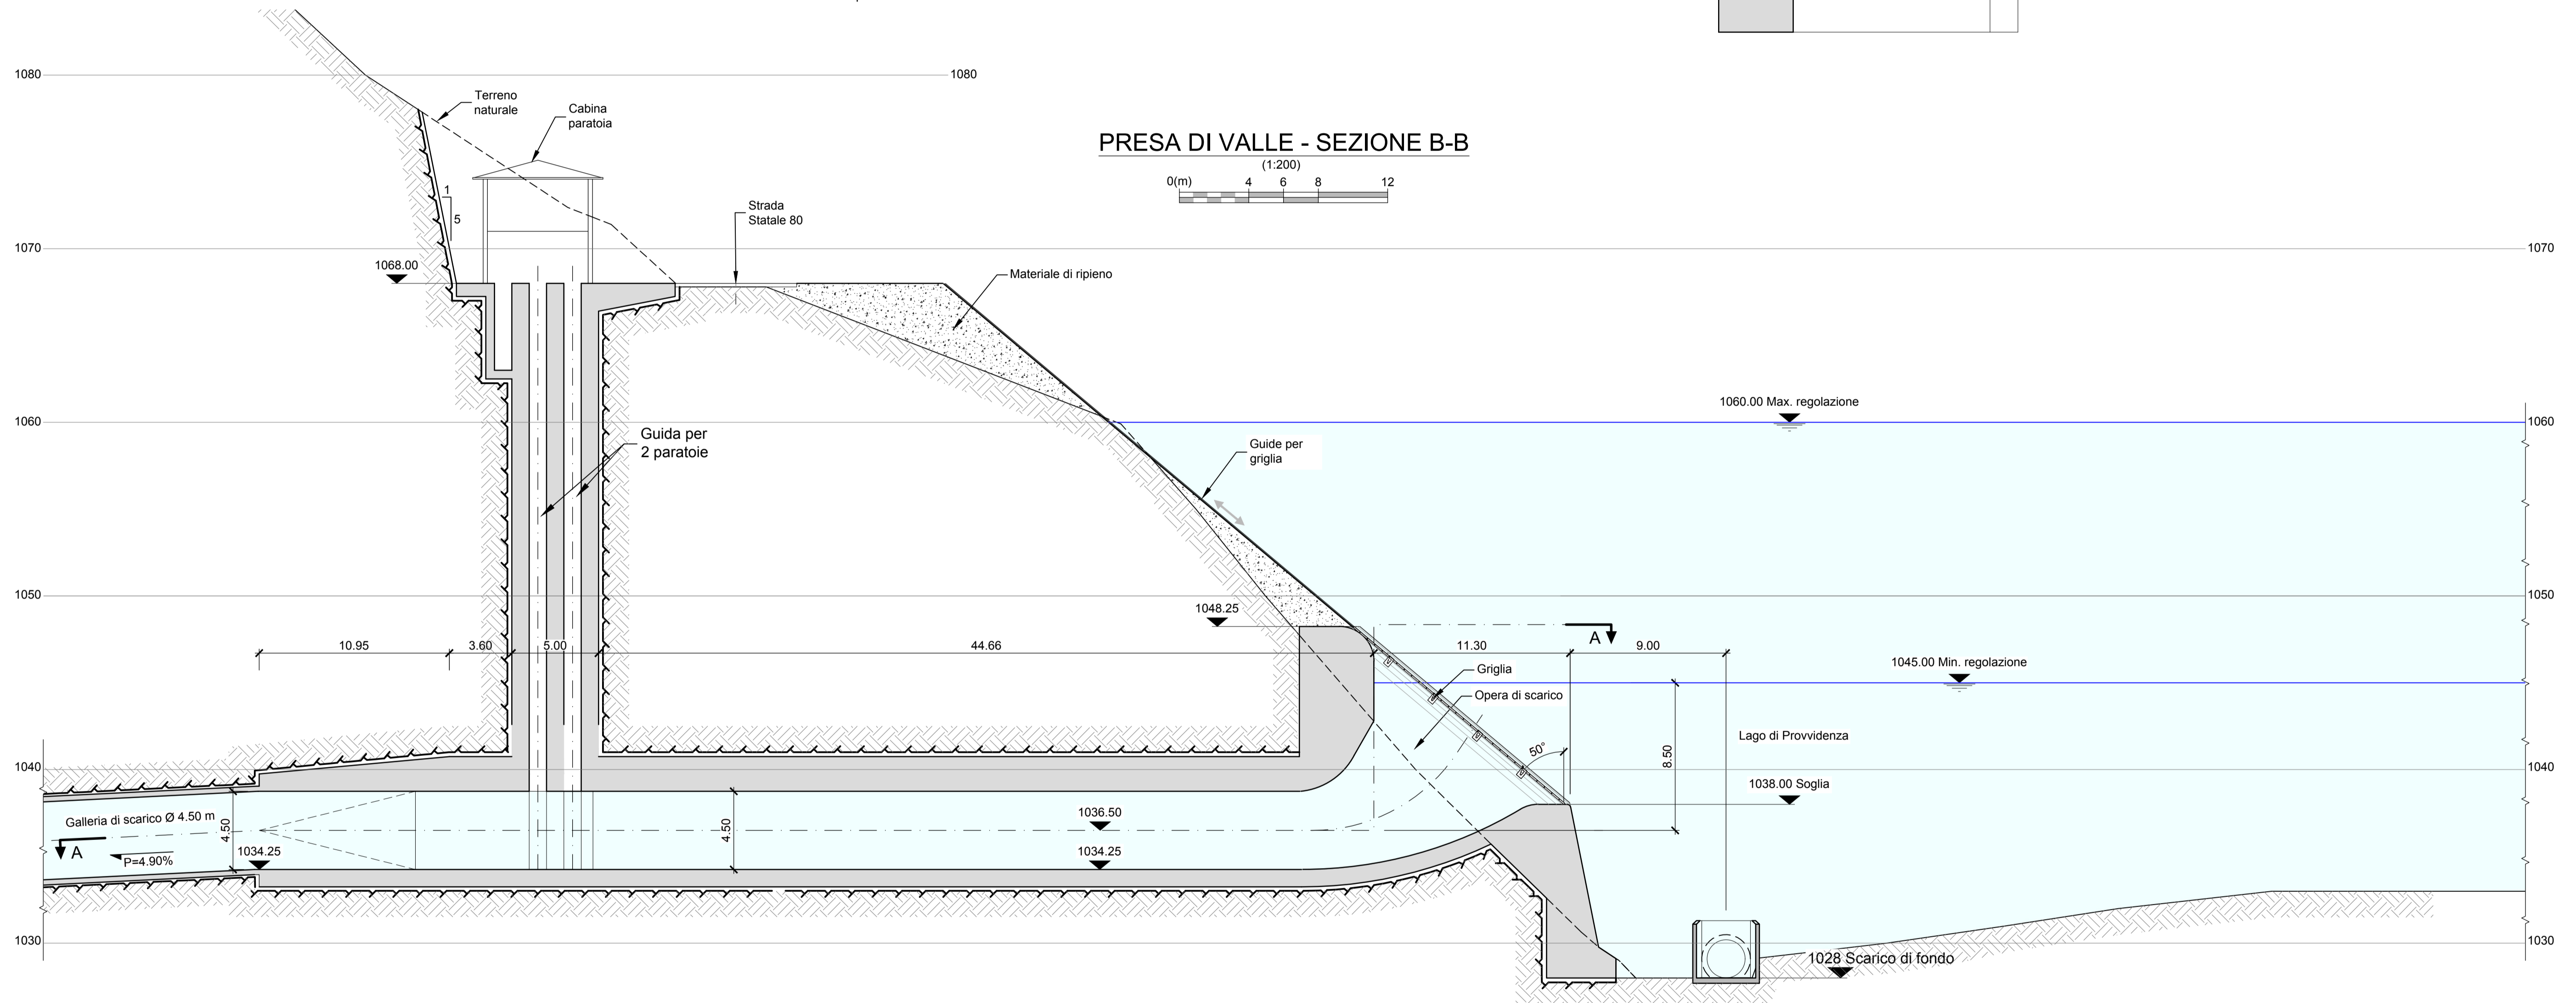 1080
1080
Terreno
naturale
Cabina
paratoia
PRESA DI VALLE - SEZIONE B-B
(1:200)
0(m) 4 6 8 12
1
5
Strada
Statale 80
1070
1070
1068.00
Materiale di ripieno
1060.00 Max. regolazione
1060
1060
Guida per
2 paratoie
Guide per
griglia
1050
1050
1048.25
A
10.95 3.60 5.00 44.66 11.30 9.00
1045.00 Min. regolazione
Griglia
Opera di scarico
Lago di Provvidenza
50°
8.50
1040
1040
1038.00 Soglia
Galleria di scarico Ø 4.50 m
4.50
4.50
1036.50
A
P=4.90%
1034.25
1034.25
1030
1030
1028 Scarico di fondo